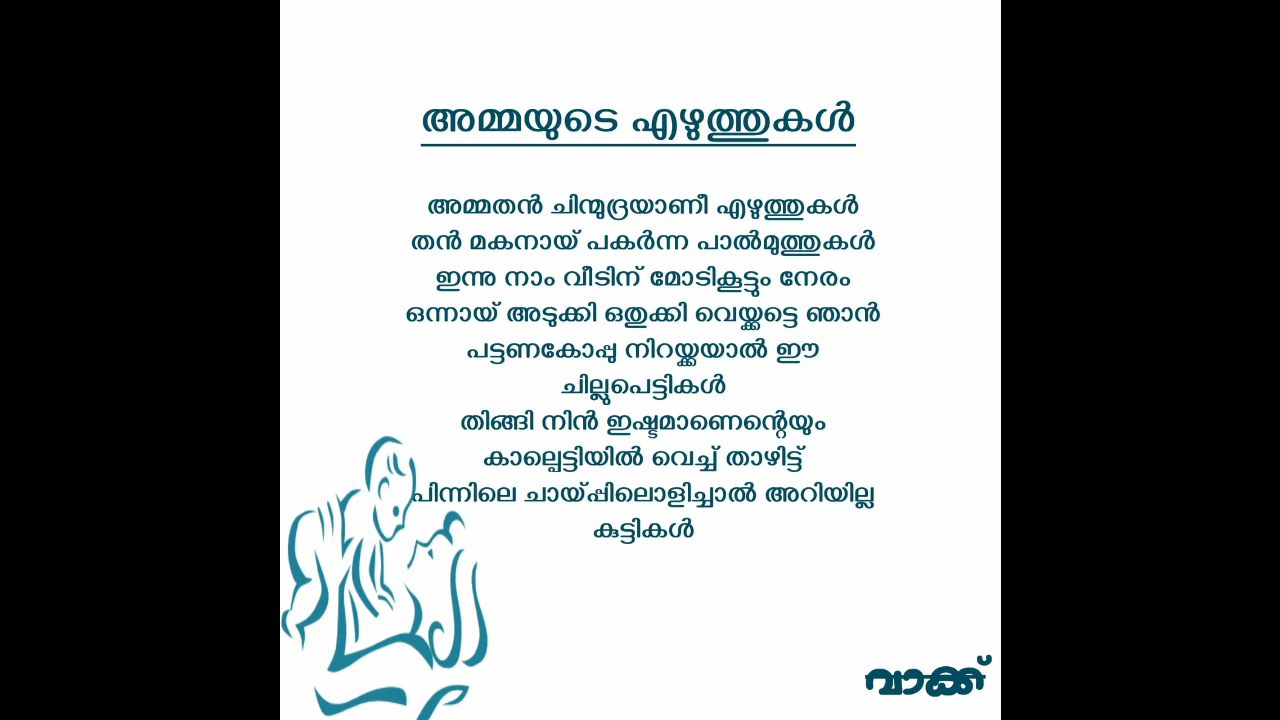 അമ്മയുടെ എഴുത്തുകൾ
അമ്മതൻ ചിന്മുദ്രയാണീ എഴുത്തുകൾ
തൻ മകനായ് പകർന്ന പാൽമുത്തുകൾ
ഇന്നു നാം വീടിന് മോടികൂട്ടും നേരം
ഒന്നായ് അടുക്കി ഒതുക്കി വെയ്ക്കട്ടെ ഞാൻ
പട്ടണകോപ്പു നിറയ്ക്കയാൽ ഈ
ചില്ലുപെട്ടികൾ
തിങ്ങി നിൻ ഇഷ്ടമാണെന്റെയും
കാല്പെട്ടിയിൽ വെച്ച് താഴിട്ട്
പിന്നിലെ ചായ്പ്പിലൊളിച്ചാൽ അറിയില്ല
കുട്ടികൾ
വാക്ക്